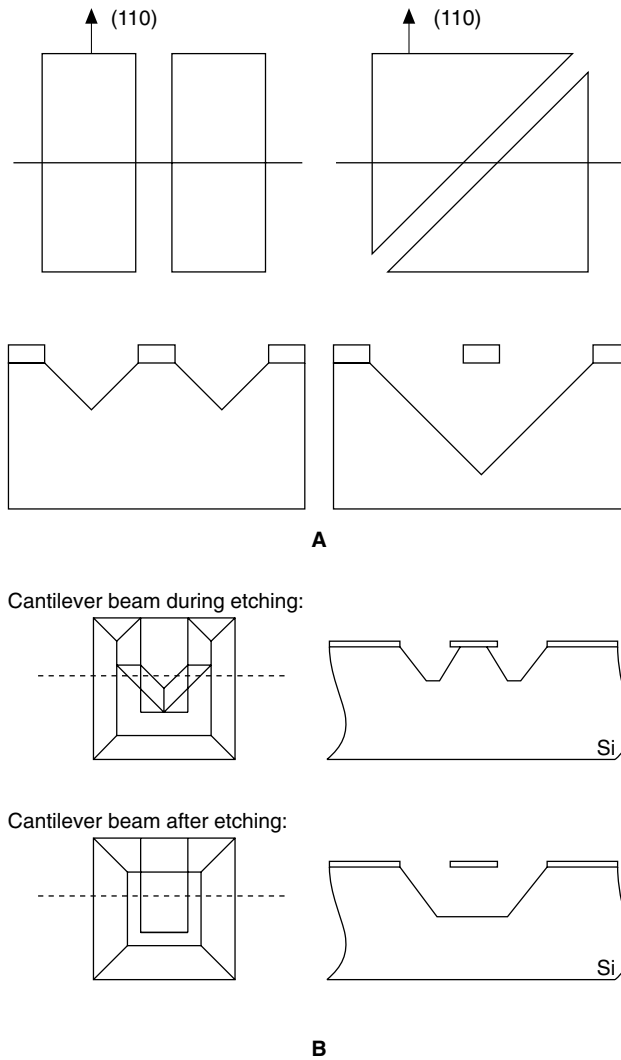 (110)
(110)
A
Cantilever beam during etching:
Si
Cantilever beam after etching:
Si
B